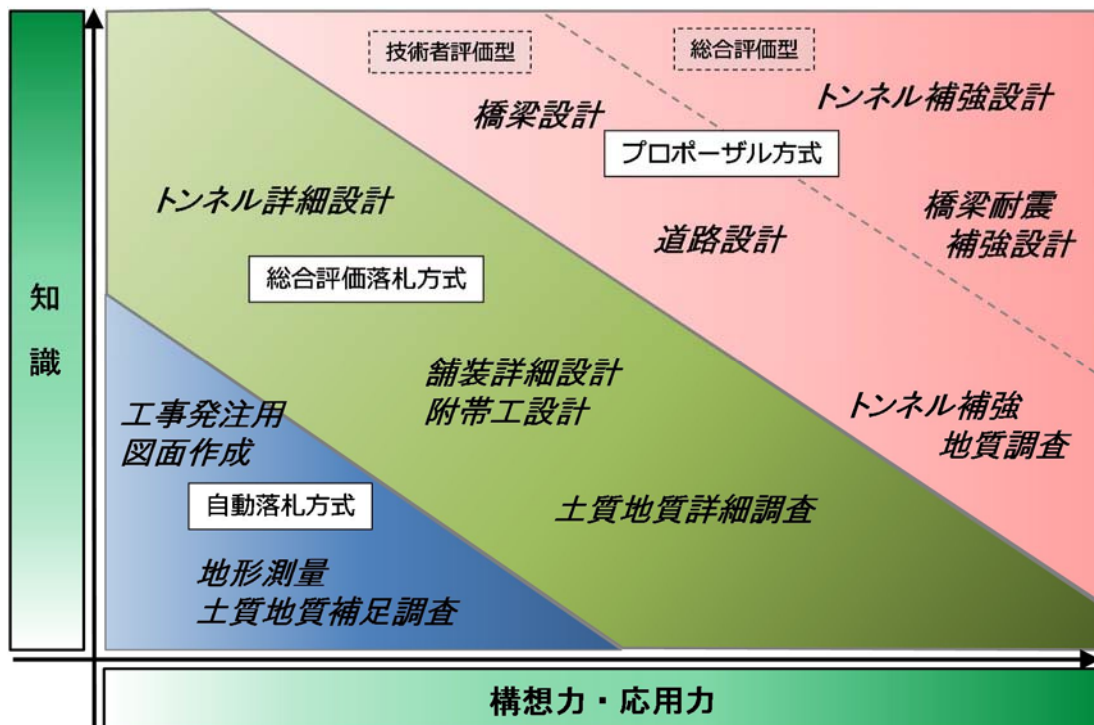 知
識
技術者評価型
総合評価型
橋梁設計
トンネル補強設計
プロポーザル方式
トンネル詳細設計
道路設計
橋梁耐震
補強設計
総合評価落札方式
舗装詳細設計
附帯工設計
工事発注用
図面作成
トンネル補強
地質調査
自動落札方式
土質地質詳細調査
地形測量
土質地質補足調査
構想力・応用力